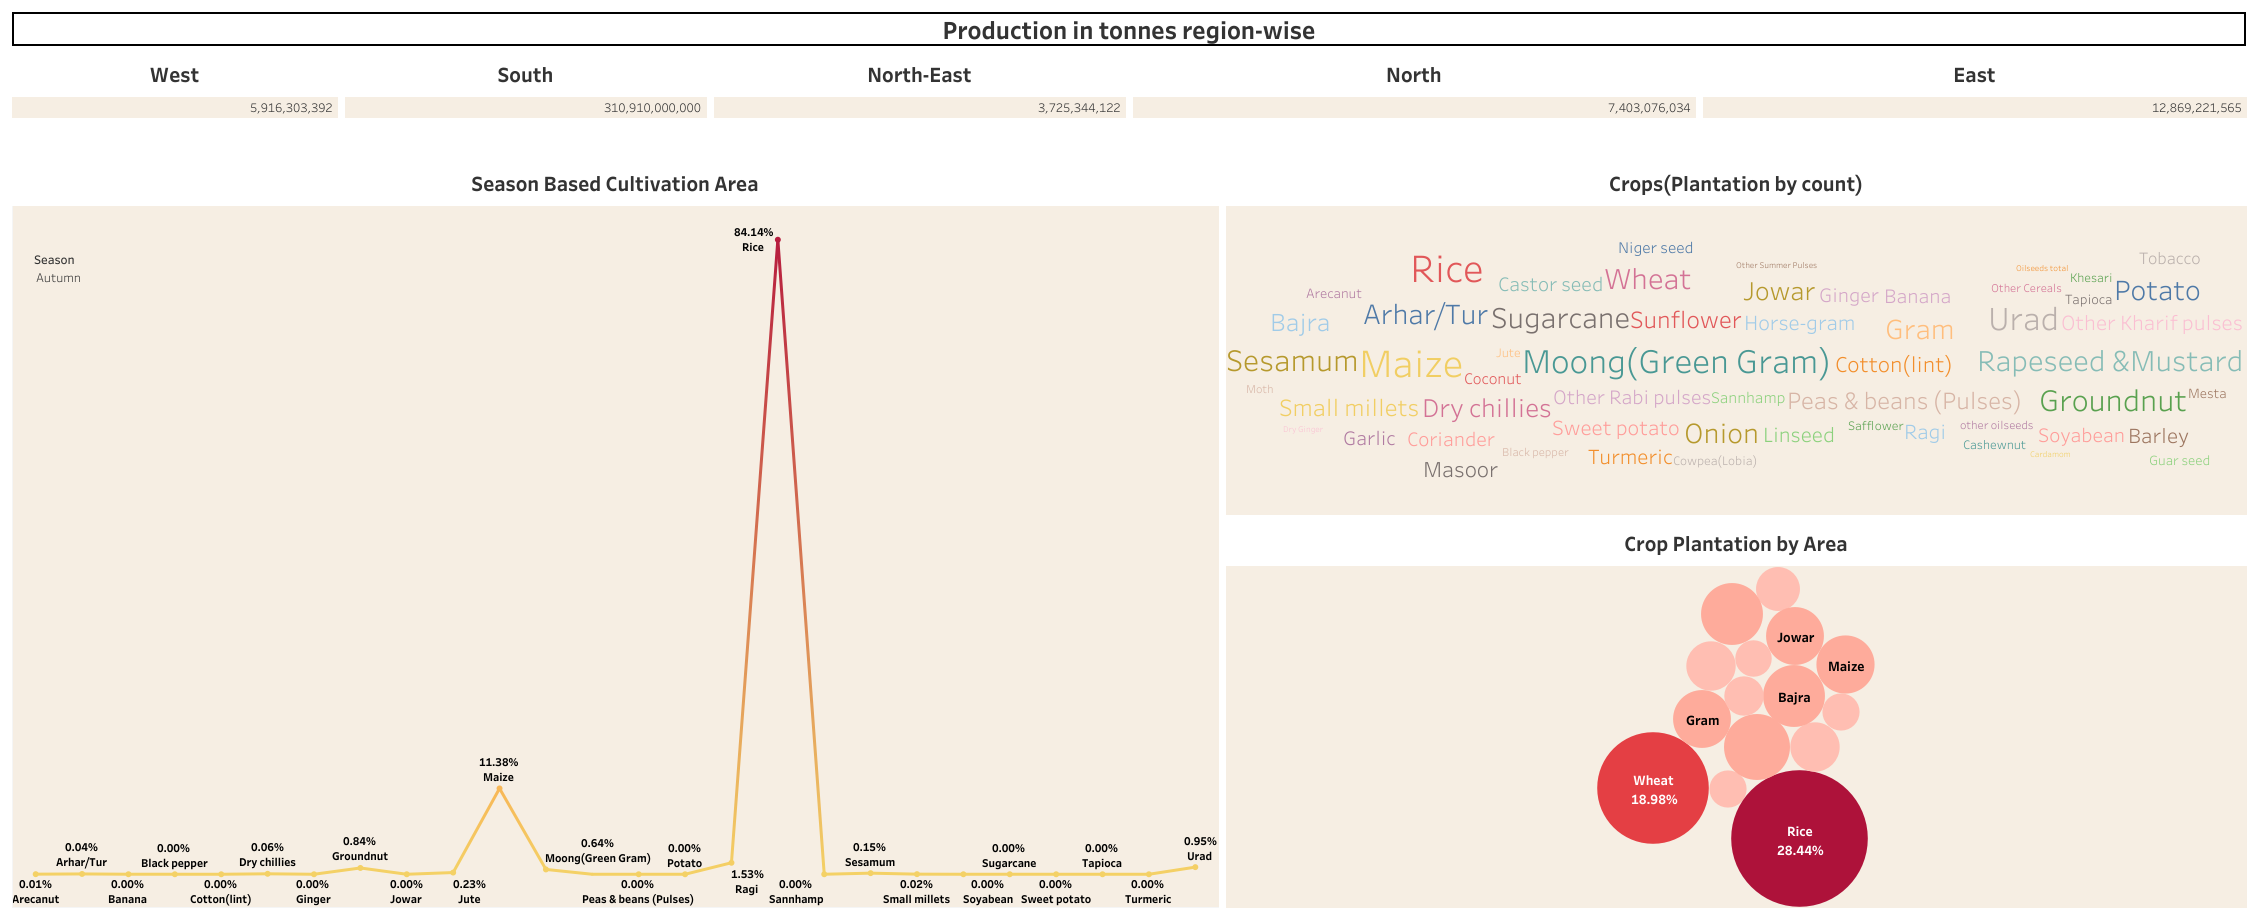 Production in tonnes region-wise
West South North-East North East
5,916,303,392 310,910,000,000 3,725,344,122 7,403,076,034 12,869,221,565
Season Based Cultivation Area
Season
Autumn
84.14%
Rice
11.38%
Maize
0.04%
Arhar/Tur
0.00%
Black pepper
0.06%
Dry chillies
0.84%
Groundnut
0.64%
Moong(Green Gram)
0.00%
Potato
0.15%
Sesamum
0.00%
Sugarcane
0.00%
Tapioca
0.95%
Urad
0.01%
Arecanut
0.00%
Banana
0.00%
Cotton(lint)
0.00%
Ginger
0.00%
Jowar
0.23%
Jute
0.00%
Peas & beans (Pulses)
1.53%
Ragi
0.00%
Sannhamp
0.02%
Small millets
0.00%
Soyabean
0.00%
Sweet potato
0.00%
Turmeric
Crops(Plantation by count)
Niger seed
Tobacco
Rice
Other Summer Pulses
Oilseeds total
Castor seed
Wheat
Khesari
Arecanut
Jowar
Ginger
Banana
Other Cereals
Tapioca
Potato
Bajra
Arhar/Tur
Sugarcane
Sunflower
Horse-gram
Gram
Urad
Other Kharif pulses
Sesamum
Maize
Jute
Coconut
Moong(Green Gram)
Cotton(lint)
Rapeseed &Mustard
Moth
Small millets
Dry chillies
Other Rabi pulses
Sannhamp
Peas & beans (Pulses)
Groundnut
Mesta
Dry Ginger
Garlic
Coriander
Sweet potato
Onion
Linseed
Safflower
Ragi
other oilseeds
Soyabean
Barley
Black pepper
Cashewnut
Masoor
Turmeric
Cowpea(Lobia)
Cardamom
Guar seed
Crop Plantation by Area
Jowar
Maize
Bajra
Gram
Wheat
18.98%
Rice
28.44%